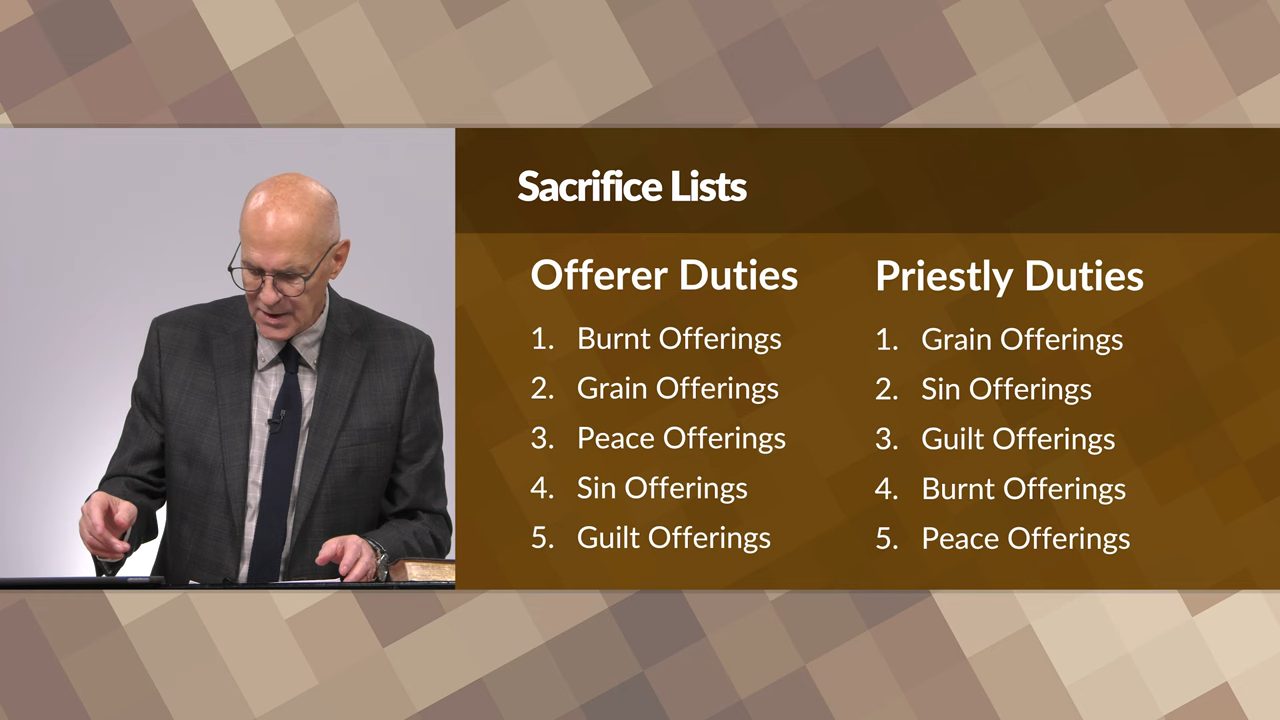 Sacrifice Lists
Offerer Duties
1. Burnt Offerings
2. Grain Offerings
3. Peace Offerings
4. Sin Offerings
5. Guilt Offerings
Priestly Duties
1. Grain Offerings
2. Sin Offerings
3. Guilt Offerings
4. Burnt Offerings
5. Peace Offerings